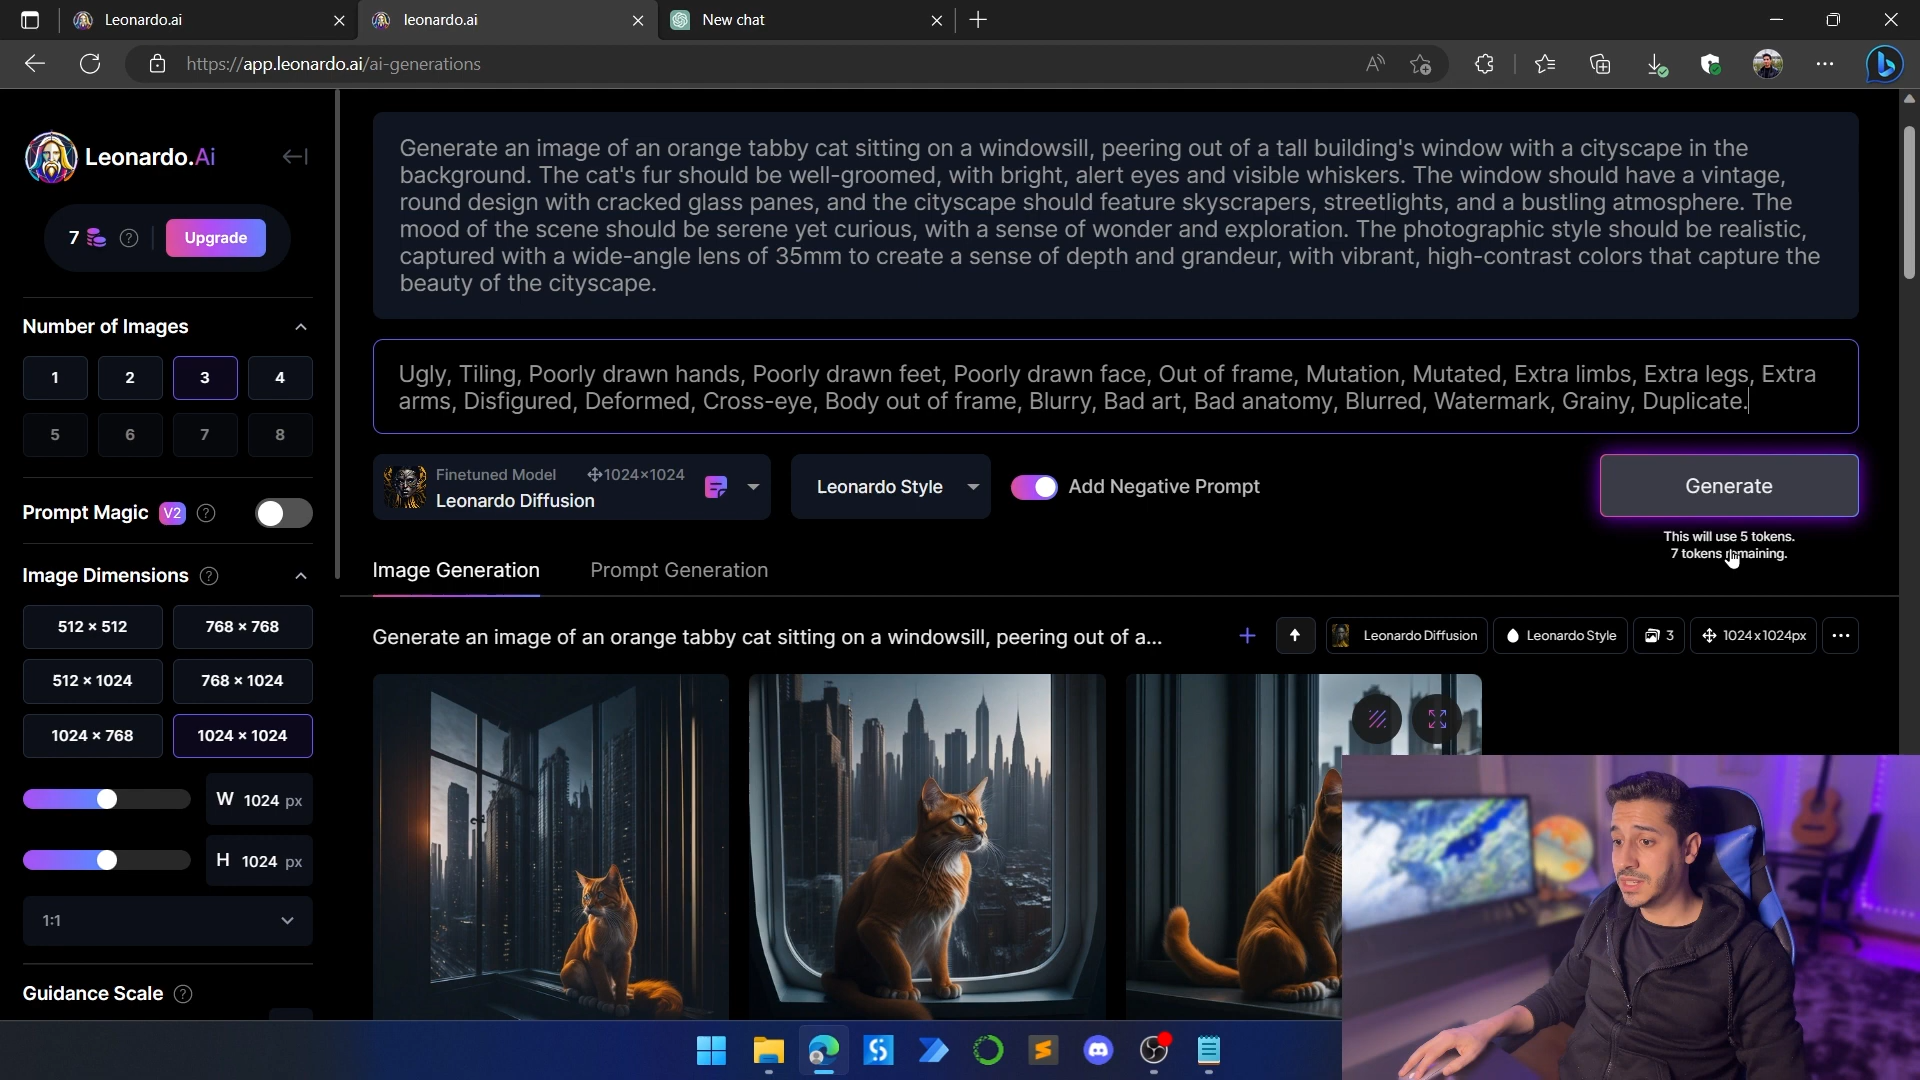 Leonardo.ai
leonardo.ai
New chat
https://app.leonardo.ai/ai-generations
Leonardo.Ai
7
Upgrade
Number of Images
1 2 3 4
5 6 7 8
Prompt Magic V2
Image Dimensions
512 × 512 768 × 768
512 × 1024 768 × 1024
1024 × 768 1024 × 1024
W 1024 px
H 1024 px
1:1
Guidance Scale
Generate an image of an orange tabby cat sitting on a windowsill, peering out of a tall building's window with a cityscape in the
background. The cat's fur should be well-groomed, with bright, alert eyes and visible whiskers. The window should have a vintage,
round design with cracked glass panes, and the cityscape should feature skyscrapers, streetlights, and a bustling atmosphere. The
mood of the scene should be serene yet curious, with a sense of wonder and exploration. The photographic style should be realistic,
captured with a wide-angle lens of 35mm to create a sense of depth and grandeur, with vibrant, high-contrast colors that capture the
beauty of the cityscape.
Ugly, Tiling, Poorly drawn hands, Poorly drawn feet, Poorly drawn face, Out of frame, Mutation, Mutated, Extra limbs, Extra legs, Extra
arms, Disfigured, Deformed, Cross-eye, Body out of frame, Blurry, Bad art, Bad anatomy, Blurred, Watermark, Grainy, Duplicate.
Finetuned Model 1024×1024
Leonardo Diffusion
Leonardo Style
Add Negative Prompt
Generate
This will use 5 tokens.
7 tokens remaining.
Image Generation
Prompt Generation
Generate an image of an orange tabby cat sitting on a windowsill, peering out of a...
Leonardo Diffusion
Leonardo Style
3
1024 x 1024px